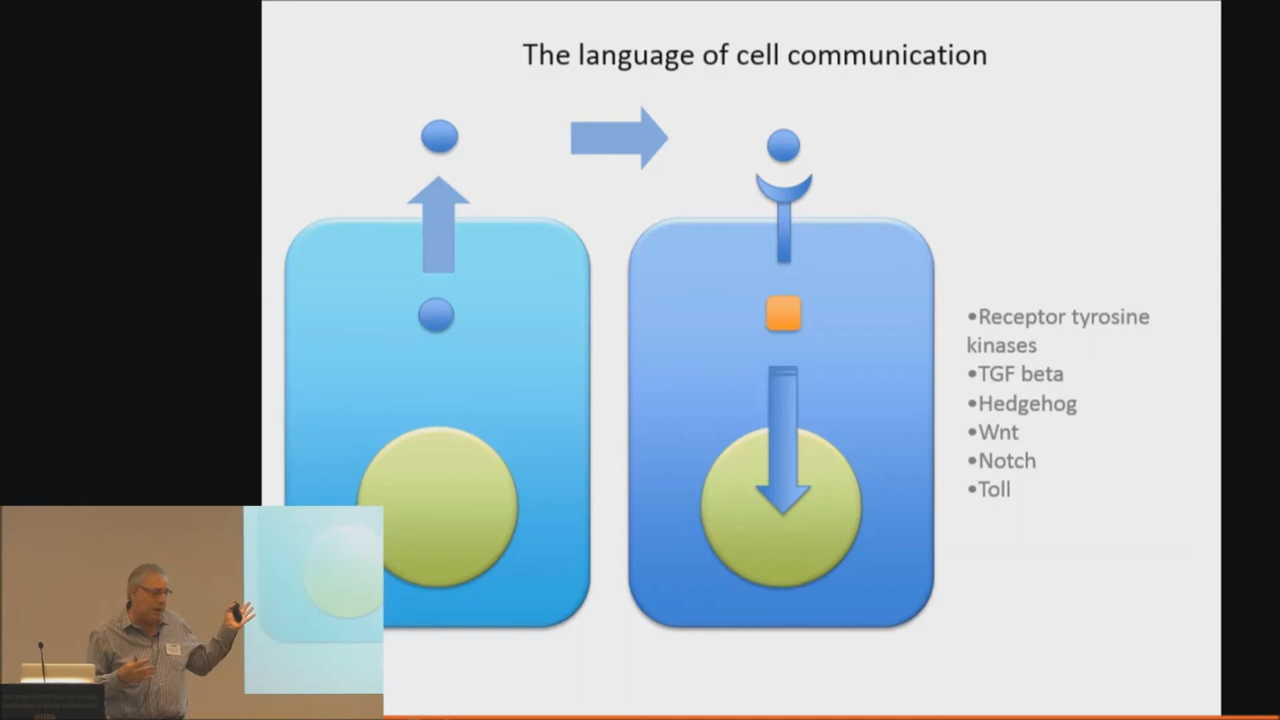 The language of cell communication
•Receptor tyrosine
kinases
•TGF beta
•Hedgehog
•Wnt
•Notch
•Toll